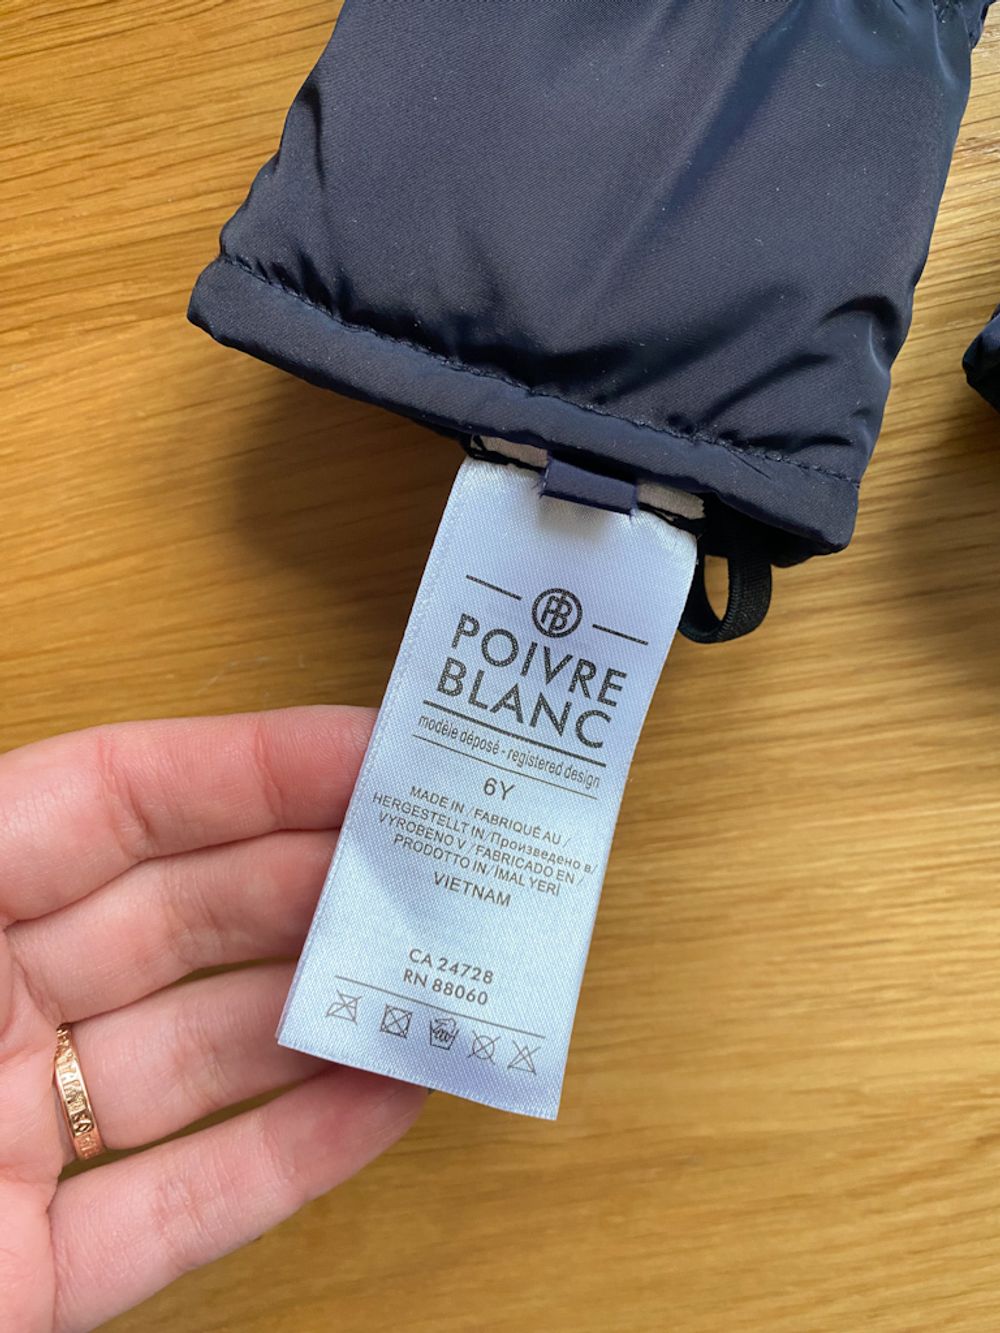 PB
POIVRE
BLANC
modèle déposé - registered design
6Y
MADE IN / FABRIQUÉ AU /
HERGESTELLT IN / Произведено в/
VYROBENO V / FABRICADO EN /
PRODOTTO IN / İMAL YERİ
VIETNAM
CA 24728
RN 88060